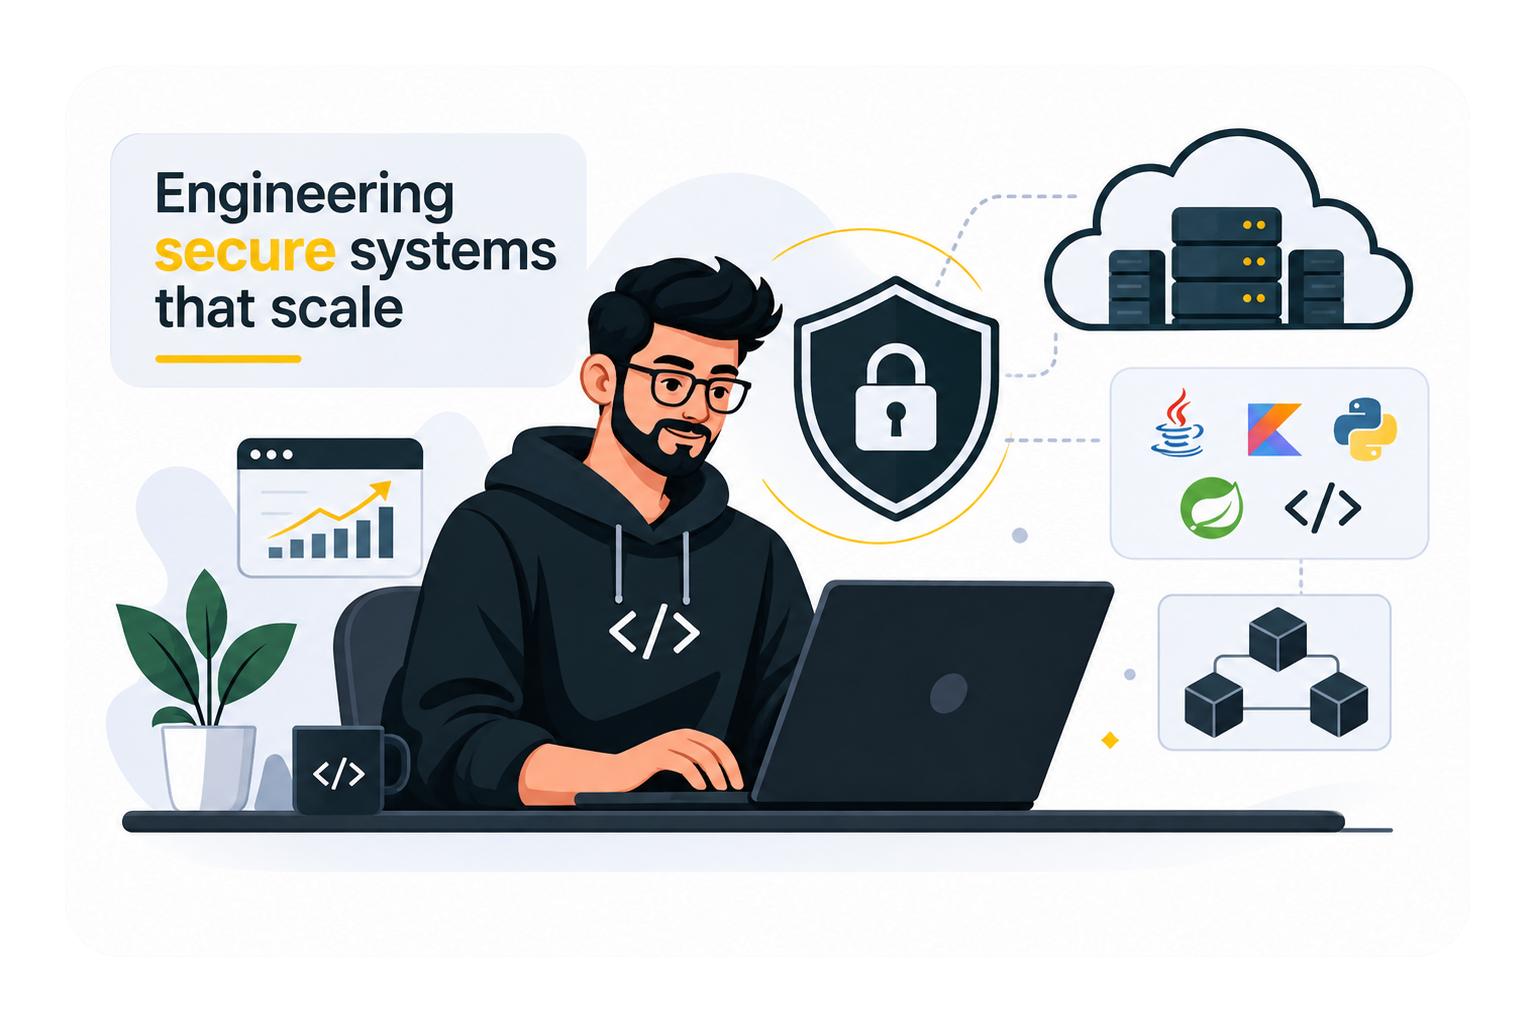 Engineering
secure systems
that scale
</>
</>
</>